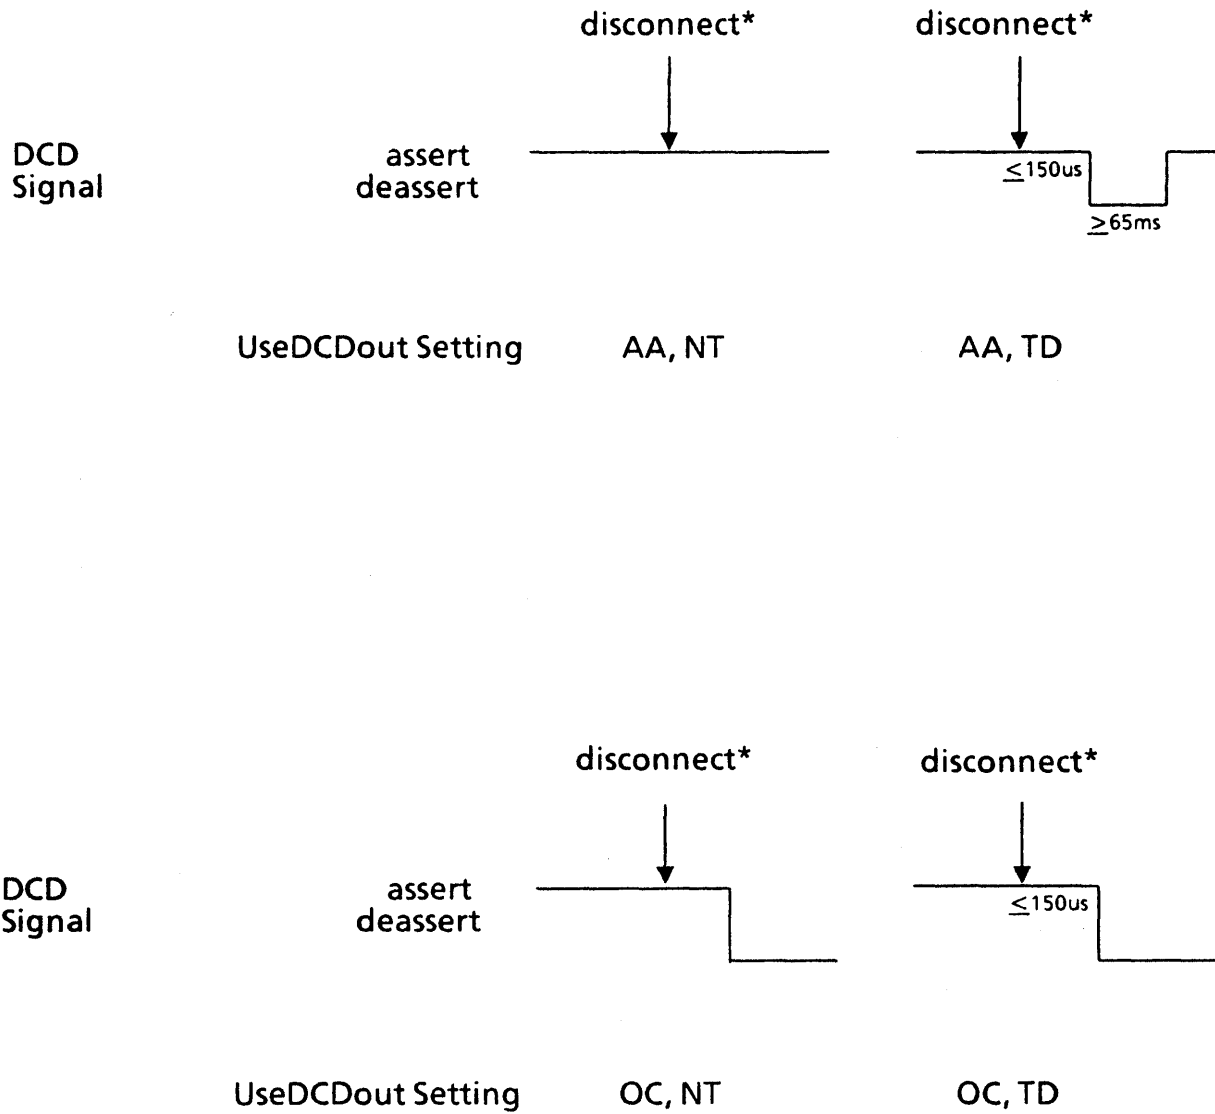 disconnect* disconnect*
DCD assert
Signal deassert
≤150us
≥65ms
UseDCDout Setting AA, NT AA, TD
disconnect* disconnect*
DCD assert
Signal deassert
≤150us
UseDCDout Setting OC, NT OC, TD